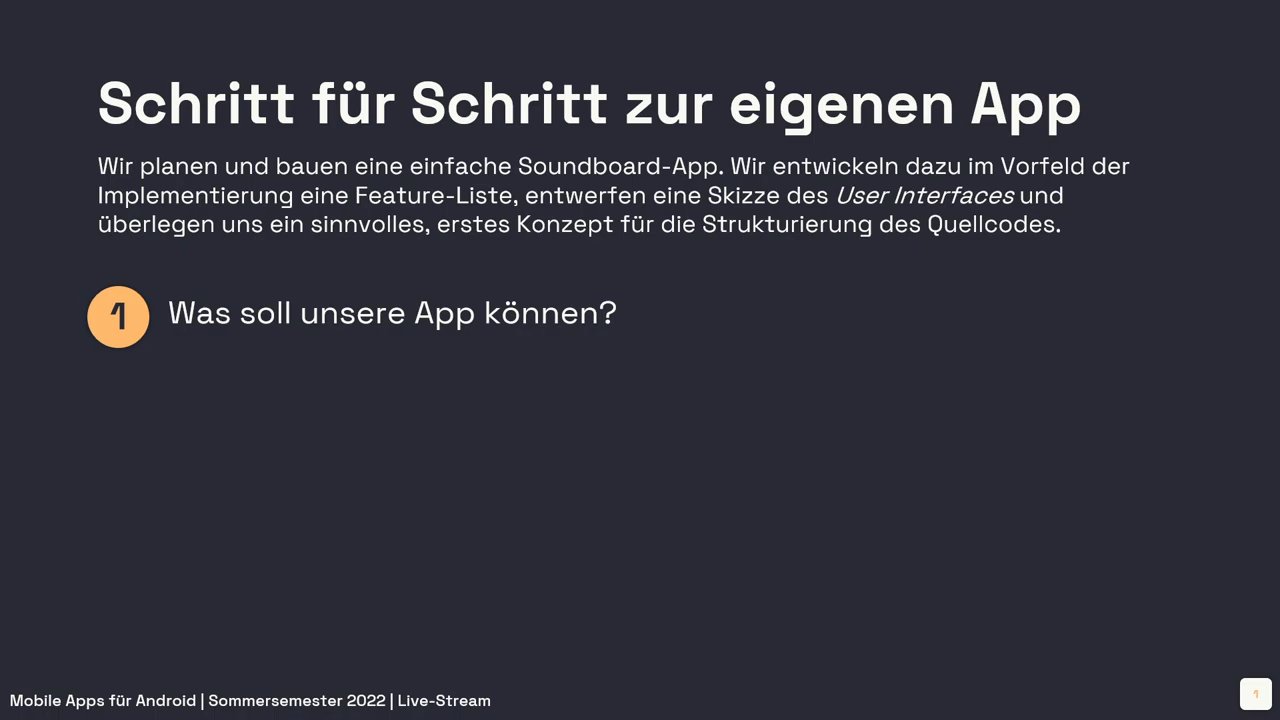 Schritt für Schritt zur eigenen App
Wir planen und bauen eine einfache Soundboard-App. Wir entwickeln dazu im Vorfeld der
Implementierung eine Feature-Liste, entwerfen eine Skizze des User Interfaces und
überlegen uns ein sinnvolles, erstes Konzept für die Strukturierung des Quellcodes.
1 Was soll unsere App können?
Mobile Apps für Android | Sommersemester 2022 | Live-Stream
1